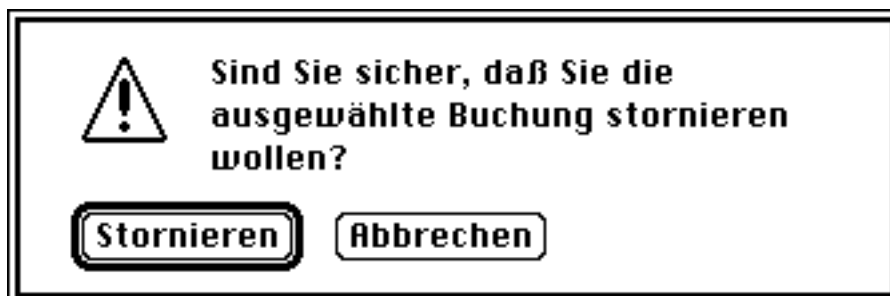 Sind Sie sicher, daß Sie die
ausgewählte Buchung stornieren
wollen?
Stornieren Abbrechen